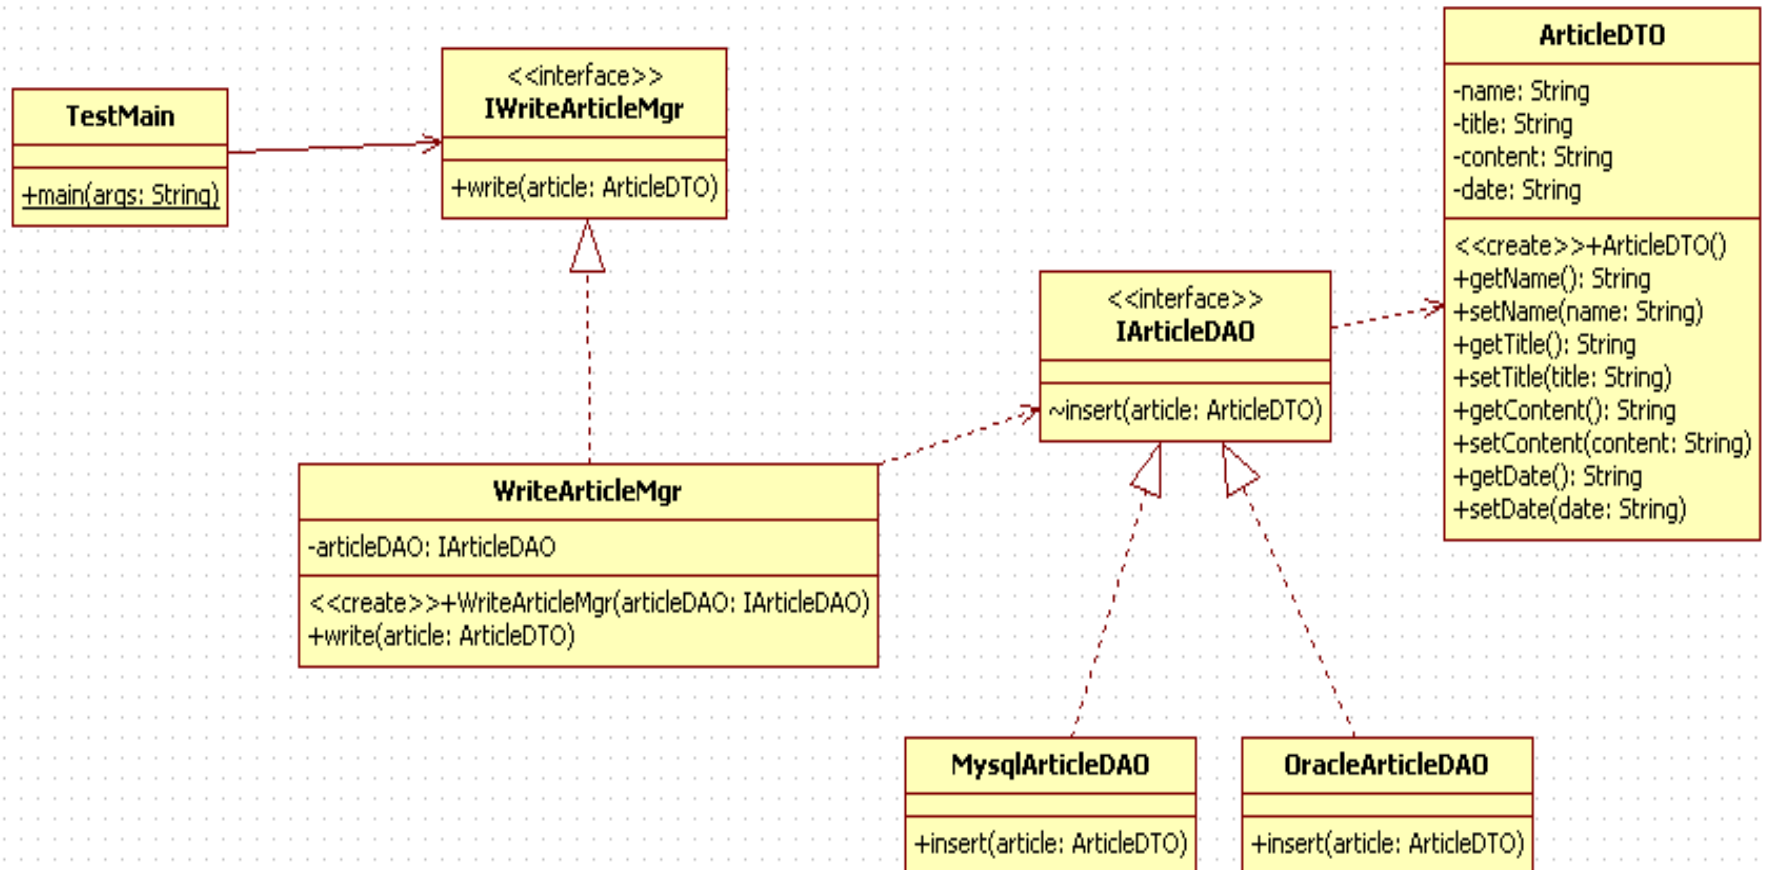 TestMain
+main(args: String)
<<interface>>
IWriteArticleMgr
+write(article: ArticleDTO)
WriteArticleMgr
-articleDAO: IArticleDAO
<<create>>+WriteArticleMgr(articleDAO: IArticleDAO)
+write(article: ArticleDTO)
<<interface>>
IArticleDAO
~insert(article: ArticleDTO)
MysqlArticleDAO
+insert(article: ArticleDTO)
OracleArticleDAO
+insert(article: ArticleDTO)
ArticleDTO
-name: String
-title: String
-content: String
-date: String
<<create>>+ArticleDTO()
+getName(): String
+setName(name: String)
+getTitle(): String
+setTitle(title: String)
+getContent(): String
+setContent(content: String)
+getDate(): String
+setDate(date: String)